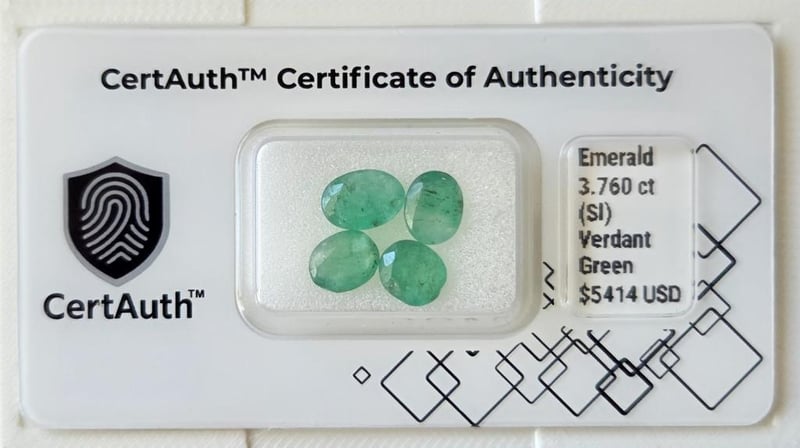 CertAuth™ Certificate of Authenticity
CertAuth™
Emerald
3.760 ct
(SI)
Verdant
Green
$5414 USD